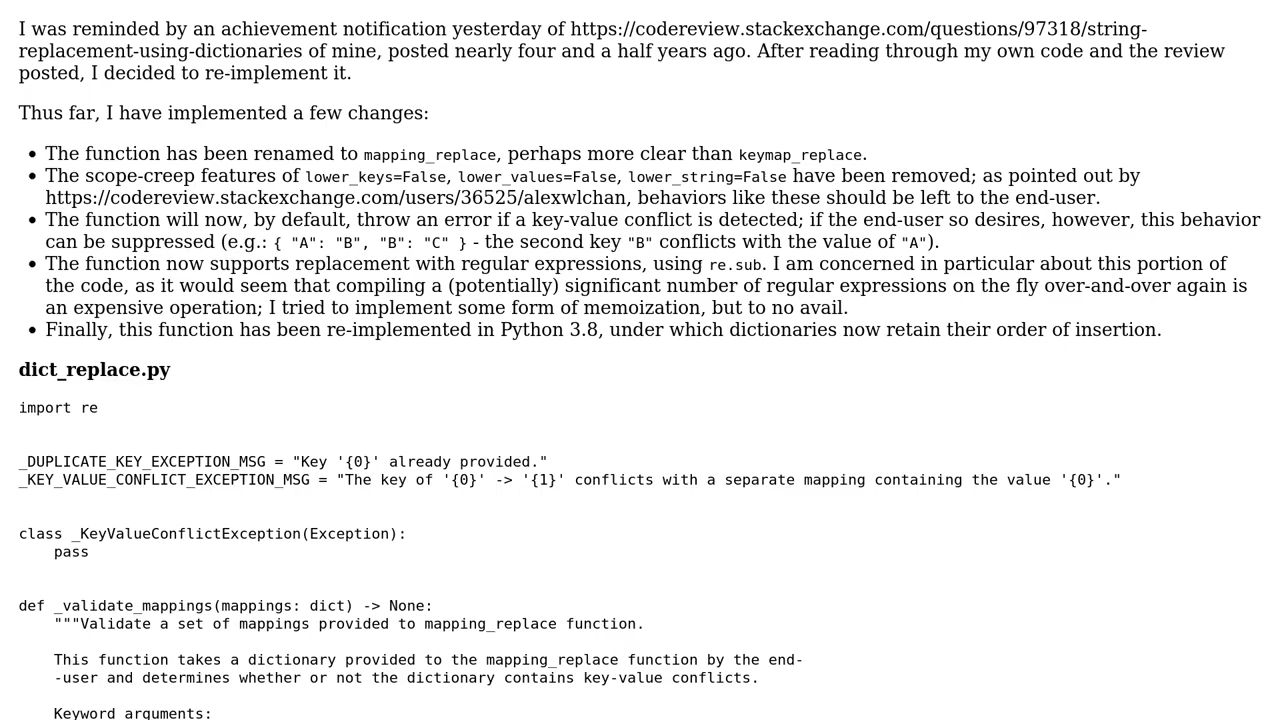 I was reminded by an achievement notification yesterday of https://codereview.stackexchange.com/questions/97318/string-
replacement-using-dictionaries of mine, posted nearly four and a half years ago. After reading through my own code and the review
posted, I decided to re-implement it.
Thus far, I have implemented a few changes:
• The function has been renamed to mapping_replace, perhaps more clear than keymap_replace.
• The scope-creep features of lower_keys=False, lower_values=False, lower_string=False have been removed; as pointed out by
https://codereview.stackexchange.com/users/36525/alexwlchan, behaviors like these should be left to the end-user.
• The function will now, by default, throw an error if a key-value conflict is detected; if the end-user so desires, however, this behavior
can be suppressed (e.g.: { "A": "B", "B": "C" } - the second key "B" conflicts with the value of "A").
• The function now supports replacement with regular expressions, using re.sub. I am concerned in particular about this portion of
the code, as it would seem that compiling a (potentially) significant number of regular expressions on the fly over-and-over again is
an expensive operation; I tried to implement some form of memoization, but to no avail.
• Finally, this function has been re-implemented in Python 3.8, under which dictionaries now retain their order of insertion.
dict_replace.py
import re
_DUPLICATE_KEY_EXCEPTION_MSG = "Key '{0}' already provided."
_KEY_VALUE_CONFLICT_EXCEPTION_MSG = "The key of '{0}' -> '{1}' conflicts with a separate mapping containing the value '{0}'."
class _KeyValueConflictException(Exception):
    pass
def _validate_mappings(mappings: dict) -> None:
    """Validate a set of mappings provided to mapping_replace function.
    This function takes a dictionary provided to the mapping_replace function by the end-
    -user and determines whether or not the dictionary contains key-value conflicts.
    Keyword arguments: